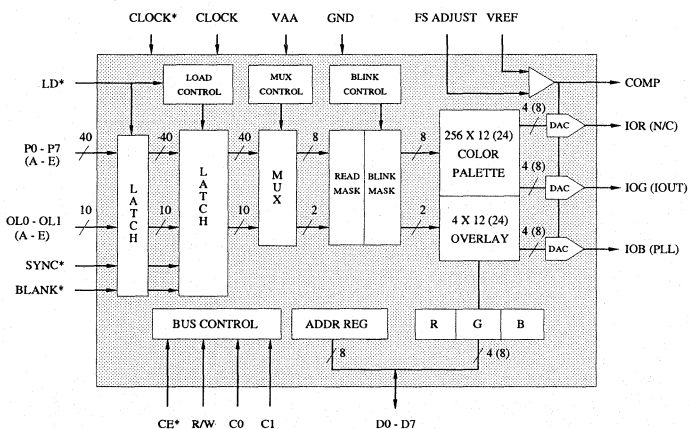 CLOCK* CLOCK VAA GND FS ADJUST VREF
LD*
LOAD
CONTROL
MUX
CONTROL
BLINK
CONTROL
COMP
P0 - P7
(A - E)
40
40
40
8
8
4 (8)
DAC
IOR (N/C)
LATCH
LATCH
MUX
READ
MASK
BLINK
MASK
256 X 12 (24)
COLOR
PALETTE
4 (8)
DAC
IOG (IOUT)
OL0 - OL1
(A - E)
10
10
10
2
2
4 X 12 (24)
OVERLAY
4 (8)
DAC
IOB (PLL)
SYNC*
BLANK*
BUS CONTROL
ADDR REG
R G B
8
4 (8)
CE* R/W C0 C1 D0 - D7